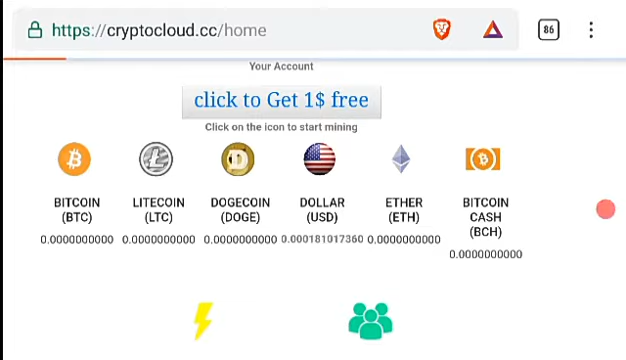 https://cryptocloud.cc/home
86
Your Account
click to Get 1$ free
Click on the icon to start mining
BITCOIN (BTC)
LITECOIN (LTC)
DOGECOIN (DOGE)
DOLLAR (USD)
ETHER (ETH)
BITCOIN CASH (BCH)
0.0000000000
0.0000000000
0.0000000000
0.000181017360
0.0000000000
0.0000000000